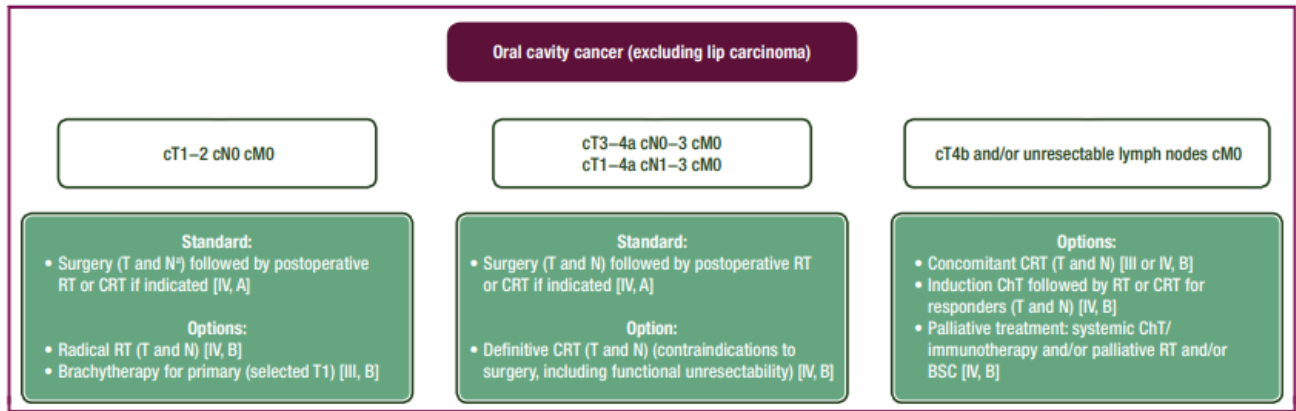 Oral cavity cancer (excluding lip carcinoma)
cT1–2 cN0 cM0
Standard:
• Surgery (T and Nᵃ) followed by postoperative
RT or CRT if indicated [IV, A]
Options:
• Radical RT (T and N) [IV, B]
• Brachytherapy for primary (selected T1) [III, B]
cT3–4a cN0–3 cM0
cT1–4a cN1–3 cM0
Standard:
• Surgery (T and N) followed by postoperative RT
or CRT if indicated [IV, A]
Option:
• Definitive CRT (T and N) (contraindications to
surgery, including functional unresectability) [IV, B]
cT4b and/or unresectable lymph nodes cM0
Options:
• Concomitant CRT (T and N) [III or IV, B]
• Induction ChT followed by RT or CRT for
responders (T and N) [IV, B]
• Palliative treatment: systemic ChT/
immunotherapy and/or palliative RT and/or
BSC [IV, B]